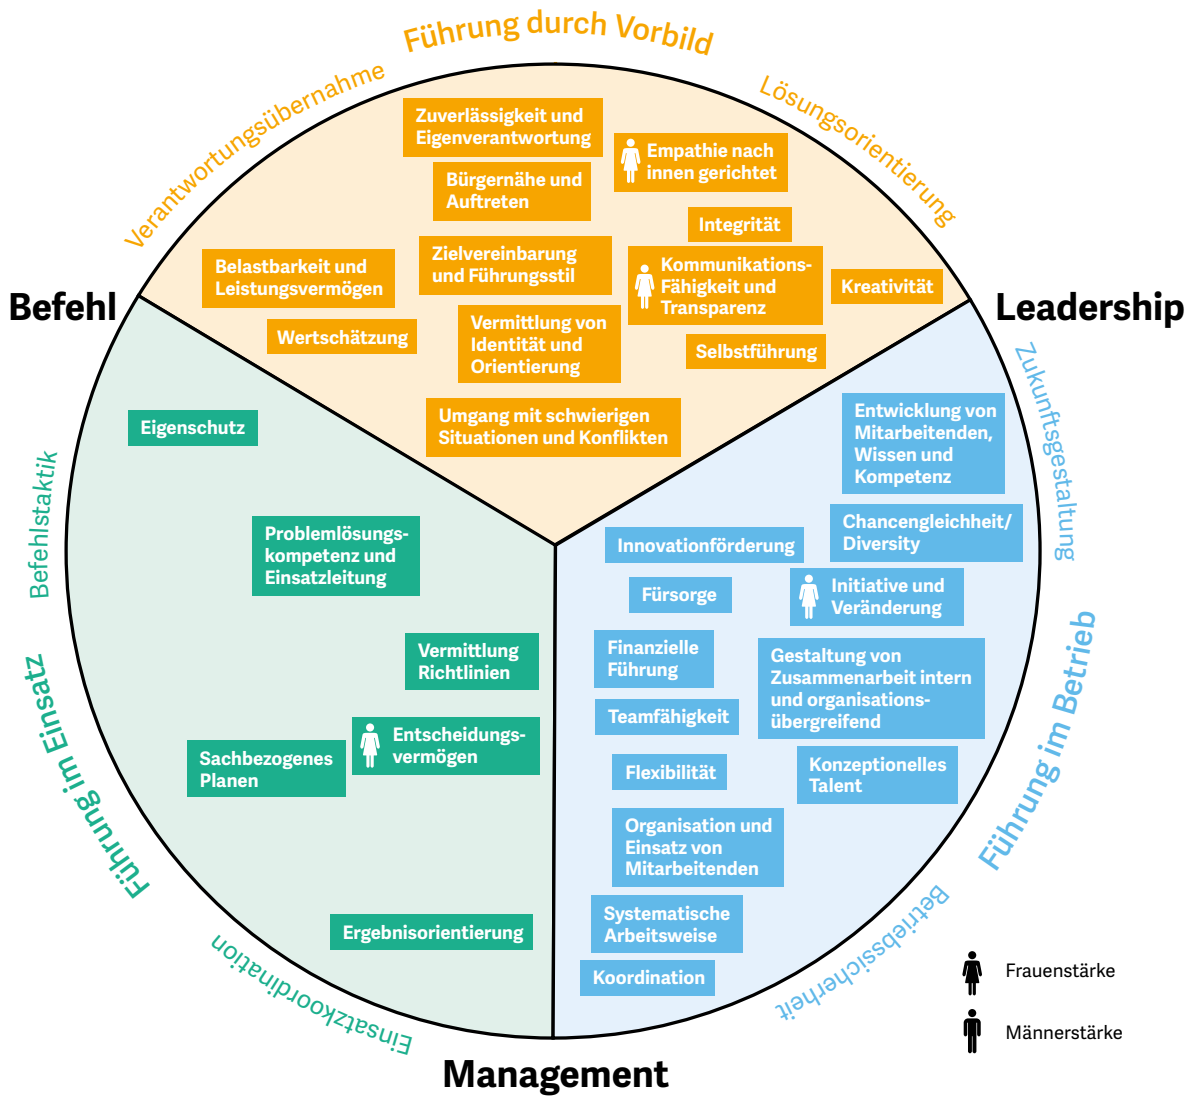 Führung durch Vorbild
Verantwortungsübernahme
Lösungsorientierung
Zuverlässigkeit und
Eigenverantwortung
Empathie nach
innen gerichtet
Bürgernähe und
Auftreten
Integrität
Zielvereinbarung
und Führungsstil
Kommunikations-
Fähigkeit und
Transparenz
Belastbarkeit und
Leistungsvermögen
Kreativität
Wertschätzung
Vermittlung von
Identität und
Orientierung
Selbstführung
Umgang mit schwierigen
Situationen und Konflikten
Befehl
Leadership
Befehlstaktik
Führung im Einsatz
Einsatzkoordination
Eigenschutz
Problemlösungs-
kompetenz und
Einsatzleitung
Vermittlung
Richtlinien
Entscheidungs-
vermögen
Sachbezogenes
Planen
Ergebnisorientierung
Zukunftsgestaltung
Führung im Betrieb
Betriebssicherheit
Entwicklung von
Mitarbeitenden,
Wissen und
Kompetenz
Chancengleichheit/
Diversity
Innovationförderung
Initiative und
Veränderung
Fürsorge
Finanzielle
Führung
Gestaltung von
Zusammenarbeit intern
und organisations-
übergreifend
Teamfähigkeit
Flexibilität
Konzeptionelles
Talent
Organisation und
Einsatz von
Mitarbeitenden
Systematische
Arbeitsweise
Koordination
Management
Frauenstärke
Männerstärke